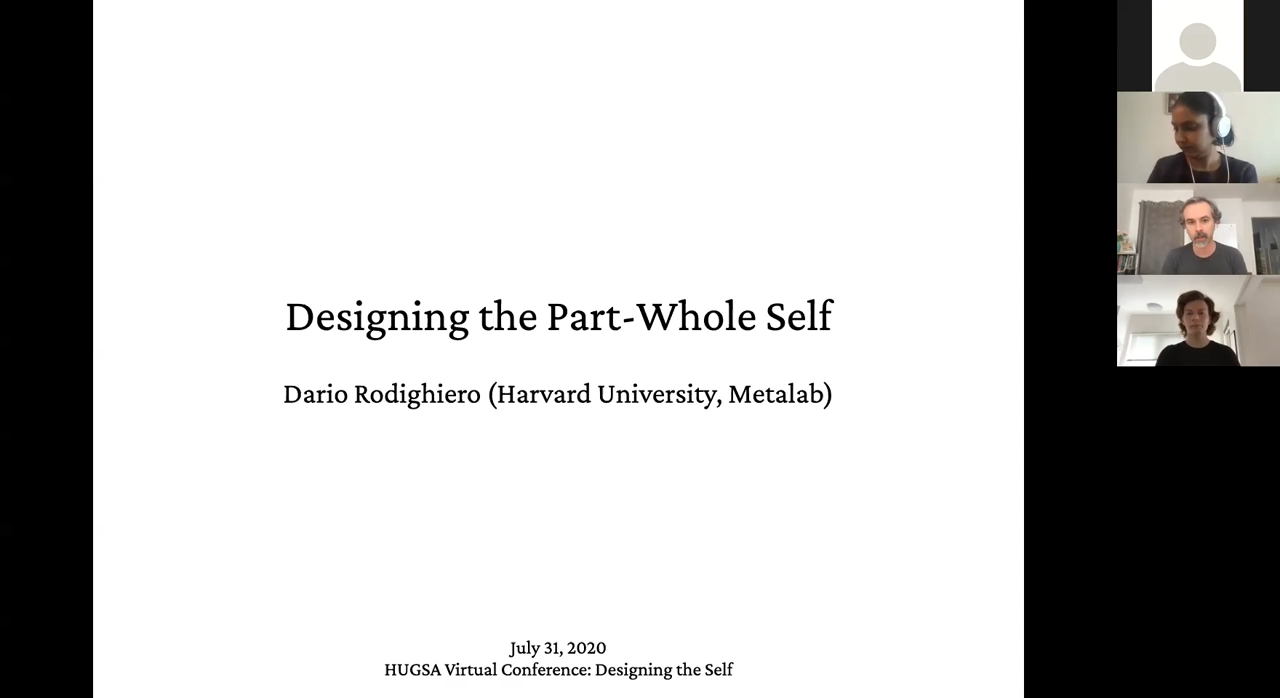 Designing the Part-Whole Self
Dario Rodighiero (Harvard University, Metalab)
July 31, 2020
HUGSA Virtual Conference: Designing the Self